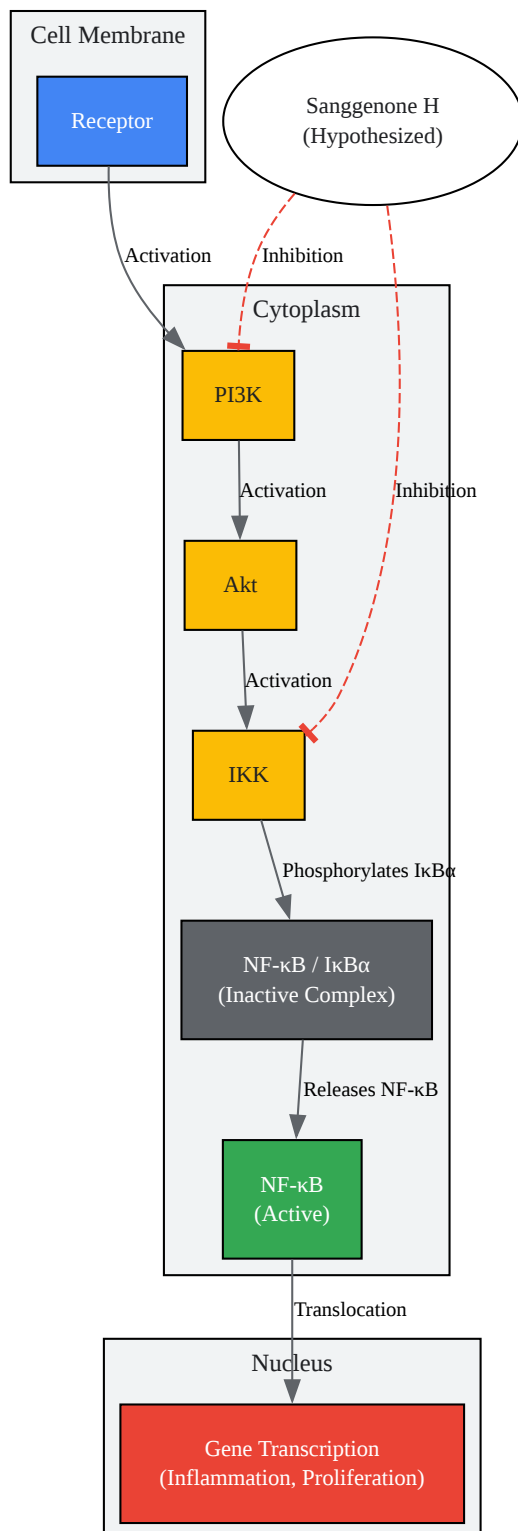 Cell Membrane
Receptor
Sanggenone H
(Hypothesized)
Activation
Inhibition
Cytoplasm
PI3K
Activation
Inhibition
Akt
Activation
IKK
Phosphorylates IκBα
NF-κB / IκBα
(Inactive Complex)
Releases NF-κB
NF-κB
(Active)
Translocation
Nucleus
Gene Transcription
(Inflammation, Proliferation)